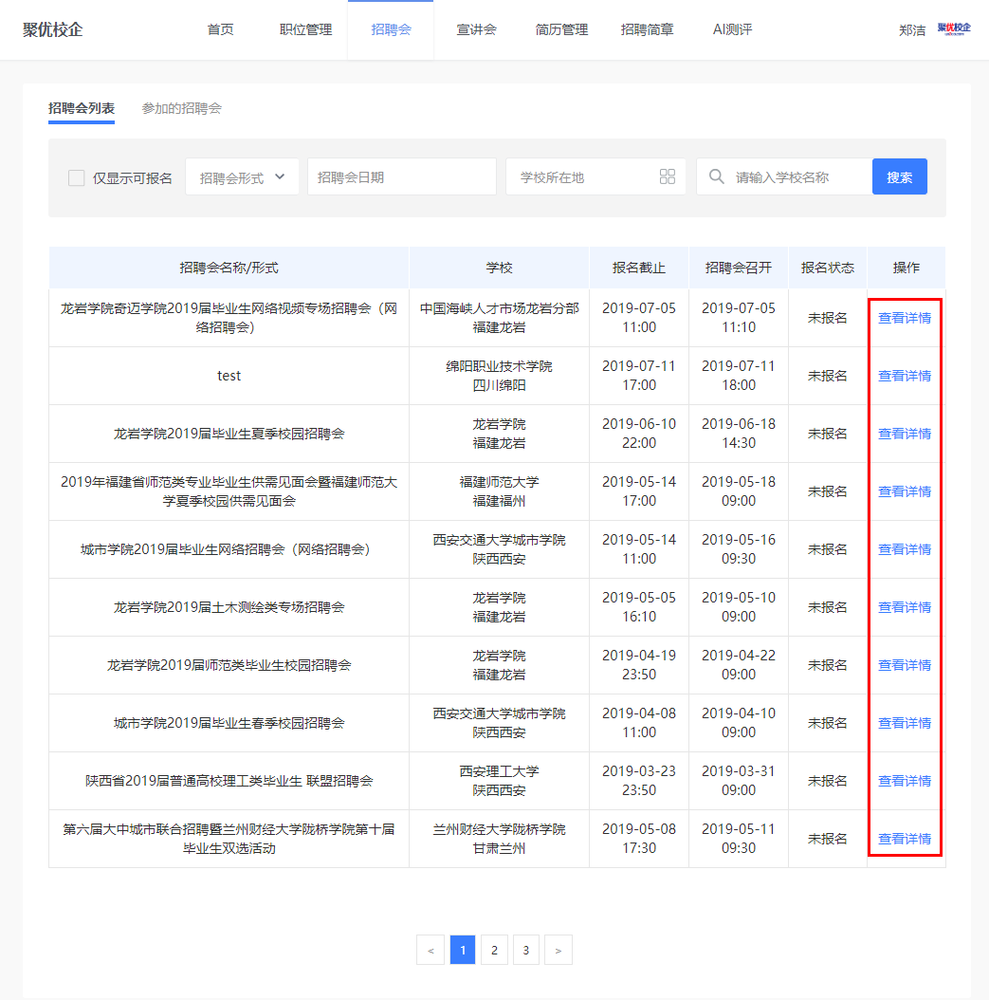 聚优校企 首页 职位管理 招聘会 宣讲会 简历管理 招聘简章 AI测评 郑洁 聚优校企
招聘会列表 参加的招聘会
仅显示可报名 招聘会形式 招聘会日期 学校所在地 请输入学校名称 搜索
招聘会名称/形式 学校 报名截止 招聘会召开 报名状态 操作
龙岩学院奇迈学院2019届毕业生网络视频专场招聘会（网 中国海峡人才市场龙岩分部 2019-07-05 2019-07-05 未报名 查看详情
络招聘会） 福建龙岩 11:00 11:10
test 绵阳职业技术学院 2019-07-11 2019-07-11 未报名 查看详情
四川绵阳 17:00 18:00
龙岩学院2019届毕业生夏季校园招聘会 龙岩学院 2019-06-10 2019-06-18 未报名 查看详情
福建龙岩 22:00 14:30
2019年福建省师范类专业毕业生供需见面会暨福建师范大 福建师范大学 2019-05-14 2019-05-18 未报名 查看详情
学夏季校园供需见面会 福建福州 17:00 09:00
城市学院2019届毕业生网络招聘会（网络招聘会） 西安交通大学城市学院 2019-05-14 2019-05-16 未报名 查看详情
陕西西安 11:00 09:30
龙岩学院2019届土木测绘类专场招聘会 龙岩学院 2019-05-05 2019-05-10 未报名 查看详情
福建龙岩 16:10 09:00
龙岩学院2019届师范类毕业生校园招聘会 龙岩学院 2019-04-19 2019-04-22 未报名 查看详情
福建龙岩 23:50 09:00
城市学院2019届毕业生春季校园招聘会 西安交通大学城市学院 2019-04-08 2019-04-10 未报名 查看详情
陕西西安 11:00 09:00
陕西省2019届普通高校理工类毕业生 联盟招聘会 西安理工大学 2019-03-23 2019-03-31 未报名 查看详情
陕西西安 23:50 09:00
第六届大中城市联合招聘暨兰州财经大学陇桥学院第十届 兰州财经大学陇桥学院 2019-05-08 2019-05-11 未报名 查看详情
毕业生双选活动 甘肃兰州 17:30 09:30
< 1 2 3 >